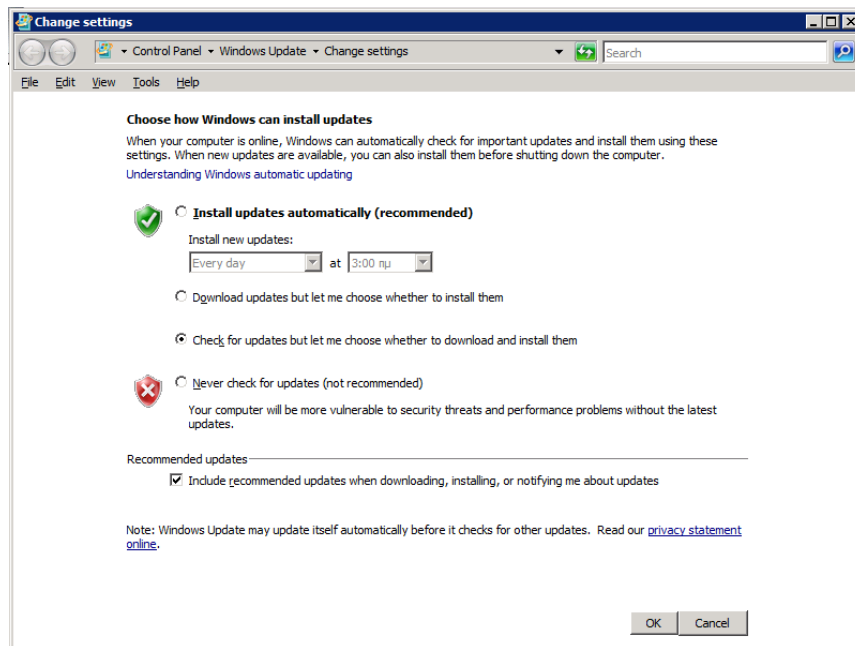 Change settings
Control Panel Windows Update Change settings Search
File Edit View Tools Help
Choose how Windows can install updates
When your computer is online, Windows can automatically check for important updates and install them using these
settings. When new updates are available, you can also install them before shutting down the computer.
Understanding Windows automatic updating
Install updates automatically (recommended)
Install new updates:
Every day at 3:00 πμ
Download updates but let me choose whether to install them
Check for updates but let me choose whether to download and install them
Never check for updates (not recommended)
Your computer will be more vulnerable to security threats and performance problems without the latest
updates.
Recommended updates
Include recommended updates when downloading, installing, or notifying me about updates
Note: Windows Update may update itself automatically before it checks for other updates. Read our privacy statement
online.
OK Cancel